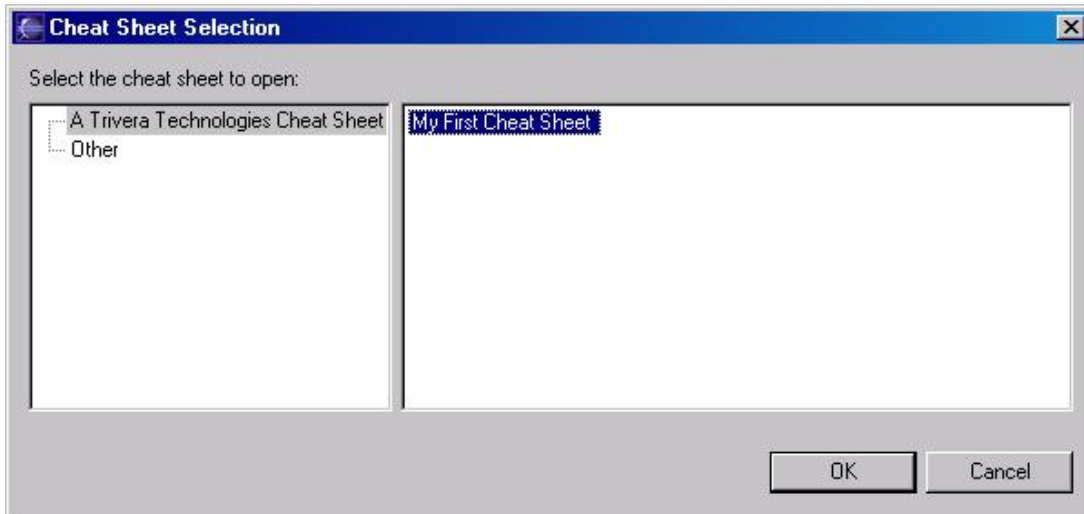 Cheat Sheet Selection
Select the cheat sheet to open:
A Trivera Technologies Cheat Sheet
Other
My First Cheat Sheet
OK
Cancel